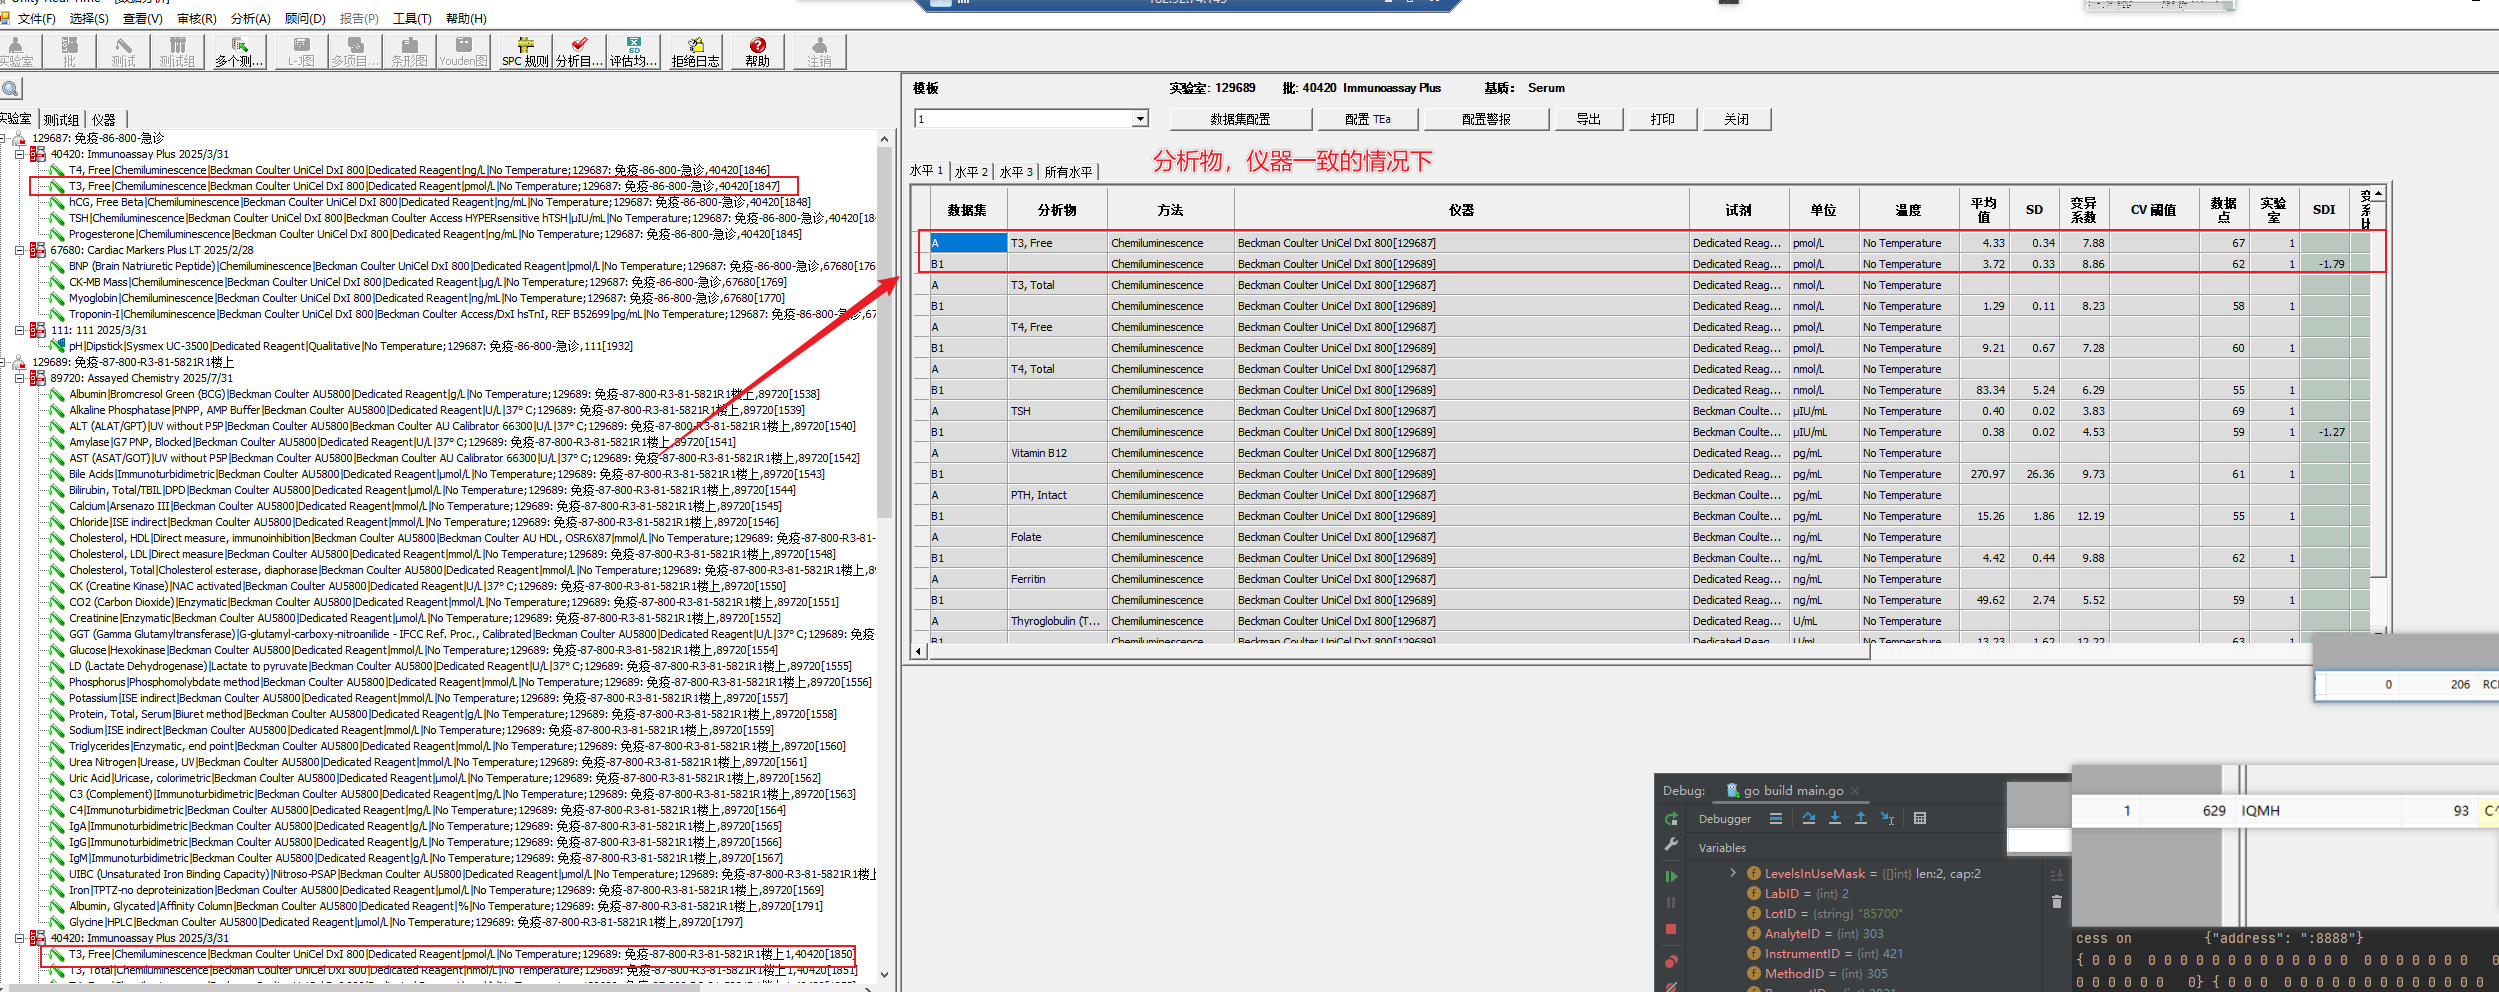 文件(F) 选择(S) 查看(V) 审核(R) 分析(A) 顾问(D) 报告(P) 工具(T) 帮助(H)
实验室 批 测试 测试组 多个测... L-J图 多项目... 条形图 Youden图 SPC 规则 分析目... 评估均... 拒绝日志 帮助 注销
实验室 测试组 仪器
129687: 免疫-86-800-急诊
40420: Immunoassay Plus 2025/3/31
T4, Free|Chemiluminescence|Beckman Coulter UniCel DxI 800|Dedicated Reagent|ng/L|No Temperature;129687: 免疫-86-800-急诊,40420[1846]
T3, Free|Chemiluminescence|Beckman Coulter UniCel DxI 800|Dedicated Reagent|pmol/L|No Temperature;129687: 免疫-86-800-急诊,40420[1847]
hCG, Free Beta|Chemiluminescence|Beckman Coulter UniCel DxI 800|Dedicated Reagent|ng/mL|No Temperature;129687: 免疫-86-800-急诊,40420[1848]
TSH|Chemiluminescence|Beckman Coulter UniCel DxI 800|Beckman Coulter Access HYPERsensitive hTSH|µIU/mL|No Temperature;129687: 免疫-86-800-急诊,40420[18
Progesterone|Chemiluminescence|Beckman Coulter UniCel DxI 800|Dedicated Reagent|ng/mL|No Temperature;129687: 免疫-86-800-急诊,40420[1845]
67680: Cardiac Markers Plus LT 2025/2/28
BNP (Brain Natriuretic Peptide)|Chemiluminescence|Beckman Coulter UniCel DxI 800|Dedicated Reagent|pmol/L|No Temperature;129687: 免疫-86-800-急诊,67680[176
CK-MB Mass|Chemiluminescence|Beckman Coulter UniCel DxI 800|Dedicated Reagent|µg/L|No Temperature;129687: 免疫-86-800-急诊,67680[1769]
Myoglobin|Chemiluminescence|Beckman Coulter UniCel DxI 800|Dedicated Reagent|ng/mL|No Temperature;129687: 免疫-86-800-急诊,67680[1770]
Troponin-I|Chemiluminescence|Beckman Coulter UniCel DxI 800|Beckman Coulter Access/DxI hsTnI, REF B52699|pg/mL|No Temperature;129687: 免疫-86-800-急诊,67
111: 111 2025/3/31
pH|Dipstick|Sysmex UC-3500|Dedicated Reagent|Qualitative|No Temperature;129687: 免疫-86-800-急诊,111[1932]
129689: 免疫-87-800-R3-81-5821R1楼上
89720: Assayed Chemistry 2025/7/31
Albumin|Bromcresol Green (BCG)|Beckman Coulter AU5800|Dedicated Reagent|g/L|No Temperature;129689: 免疫-87-800-R3-81-5821R1楼上,89720[1538]
Alkaline Phosphatase|PNPP, AMP Buffer|Beckman Coulter AU5800|Dedicated Reagent|U/L|37° C;129689: 免疫-87-800-R3-81-5821R1楼上,89720[1539]
ALT (ALAT/GPT)|UV without P5P|Beckman Coulter AU5800|Beckman Coulter AU Calibrator 66300|U/L|37° C;129689: 免疫-87-800-R3-81-5821R1楼上,89720[1540]
Amylase|G7 PNP, Blocked|Beckman Coulter AU5800|Dedicated Reagent|U/L|37° C;129689: 免疫-87-800-R3-81-5821R1楼上,89720[1541]
AST (ASAT/GOT)|UV without P5P|Beckman Coulter AU5800|Beckman Coulter AU Calibrator 66300|U/L|37° C;129689: 免疫-87-800-R3-81-5821R1楼上,89720[1542]
Bile Acids|Immunoturbidimetric|Beckman Coulter AU5800|Dedicated Reagent|µmol/L|No Temperature;129689: 免疫-87-800-R3-81-5821R1楼上,89720[1543]
Bilirubin, Total/TBIL|DPD|Beckman Coulter AU5800|Dedicated Reagent|µmol/L|No Temperature;129689: 免疫-87-800-R3-81-5821R1楼上,89720[1544]
Calcium|Arsenazo III|Beckman Coulter AU5800|Dedicated Reagent|mmol/L|No Temperature;129689: 免疫-87-800-R3-81-5821R1楼上,89720[1545]
Chloride|ISE indirect|Beckman Coulter AU5800|Dedicated Reagent|mmol/L|No Temperature;129689: 免疫-87-800-R3-81-5821R1楼上,89720[1546]
Cholesterol, HDL|Direct measure, immunoinhibition|Beckman Coulter AU5800|Beckman Coulter AU HDL, OSR6X87|mmol/L|No Temperature;129689: 免疫-87-800-R3-81-
Cholesterol, LDL|Direct measure|Beckman Coulter AU5800|Dedicated Reagent|mmol/L|No Temperature;129689: 免疫-87-800-R3-81-5821R1楼上,89720[1548]
Cholesterol, Total|Cholesterol esterase, diaphorase|Beckman Coulter AU5800|Dedicated Reagent|mmol/L|No Temperature;129689: 免疫-87-800-R3-81-5821R1楼上,8
CK (Creatine Kinase)|NAC activated|Beckman Coulter AU5800|Dedicated Reagent|U/L|37° C;129689: 免疫-87-800-R3-81-5821R1楼上,89720[1550]
CO2 (Carbon Dioxide)|Enzymatic|Beckman Coulter AU5800|Dedicated Reagent|mmol/L|No Temperature;129689: 免疫-87-800-R3-81-5821R1楼上,89720[1551]
Creatinine|Enzymatic|Beckman Coulter AU5800|Dedicated Reagent|µmol/L|No Temperature;129689: 免疫-87-800-R3-81-5821R1楼上,89720[1552]
GGT (Gamma Glutamyltransferase)|G-glutamyl-carboxy-nitroanilide - IFCC Ref. Proc., Calibrated|Beckman Coulter AU5800|Dedicated Reagent|U/L|37° C;129689: 免疫
Glucose|Hexokinase|Beckman Coulter AU5800|Dedicated Reagent|mmol/L|No Temperature;129689: 免疫-87-800-R3-81-5821R1楼上,89720[1554]
LD (Lactate Dehydrogenase)|Lactate to pyruvate|Beckman Coulter AU5800|Dedicated Reagent|U/L|37° C;129689: 免疫-87-800-R3-81-5821R1楼上,89720[1555]
Phosphorus|Phosphomolybdate method|Beckman Coulter AU5800|Dedicated Reagent|mmol/L|No Temperature;129689: 免疫-87-800-R3-81-5821R1楼上,89720[1556]
Potassium|ISE indirect|Beckman Coulter AU5800|Dedicated Reagent|mmol/L|No Temperature;129689: 免疫-87-800-R3-81-5821R1楼上,89720[1557]
Protein, Total, Serum|Biuret method|Beckman Coulter AU5800|Dedicated Reagent|g/L|No Temperature;129689: 免疫-87-800-R3-81-5821R1楼上,89720[1558]
Sodium|ISE indirect|Beckman Coulter AU5800|Dedicated Reagent|mmol/L|No Temperature;129689: 免疫-87-800-R3-81-5821R1楼上,89720[1559]
Triglycerides|Enzymatic, end point|Beckman Coulter AU5800|Dedicated Reagent|mmol/L|No Temperature;129689: 免疫-87-800-R3-81-5821R1楼上,89720[1560]
Urea Nitrogen|Urease, UV|Beckman Coulter AU5800|Dedicated Reagent|mmol/L|No Temperature;129689: 免疫-87-800-R3-81-5821R1楼上,89720[1561]
Uric Acid|Uricase, colorimetric|Beckman Coulter AU5800|Dedicated Reagent|µmol/L|No Temperature;129689: 免疫-87-800-R3-81-5821R1楼上,89720[1562]
C3 (Complement)|Immunoturbidimetric|Beckman Coulter AU5800|Dedicated Reagent|mg/L|No Temperature;129689: 免疫-87-800-R3-81-5821R1楼上,89720[1563]
C4|Immunoturbidimetric|Beckman Coulter AU5800|Dedicated Reagent|mg/L|No Temperature;129689: 免疫-87-800-R3-81-5821R1楼上,89720[1564]
IgA|Immunoturbidimetric|Beckman Coulter AU5800|Dedicated Reagent|g/L|No Temperature;129689: 免疫-87-800-R3-81-5821R1楼上,89720[1565]
IgG|Immunoturbidimetric|Beckman Coulter AU5800|Dedicated Reagent|g/L|No Temperature;129689: 免疫-87-800-R3-81-5821R1楼上,89720[1566]
IgM|Immunoturbidimetric|Beckman Coulter AU5800|Dedicated Reagent|g/L|No Temperature;129689: 免疫-87-800-R3-81-5821R1楼上,89720[1567]
UIBC (Unsaturated Iron Binding Capacity)|Nitroso-PSAP|Beckman Coulter AU5800|Dedicated Reagent|µmol/L|No Temperature;129689: 免疫-87-800-R3-81-5821R1楼上
Iron|TPTZ-no deproteinization|Beckman Coulter AU5800|Dedicated Reagent|µmol/L|No Temperature;129689: 免疫-87-800-R3-81-5821R1楼上,89720[1569]
Albumin, Glycated|Affinity Column|Beckman Coulter AU5800|Dedicated Reagent|%|No Temperature;129689: 免疫-87-800-R3-81-5821R1楼上,89720[1791]
Glycine|HPLC|Beckman Coulter AU5800|Dedicated Reagent|µmol/L|No Temperature;129689: 免疫-87-800-R3-81-5821R1楼上,89720[1797]
40420: Immunoassay Plus 2025/3/31
T3, Free|Chemiluminescence|Beckman Coulter UniCel DxI 800|Dedicated Reagent|pmol/L|No Temperature;129689: 免疫-87-800-R3-81-5821R1楼上1,40420[1850]
T3, Total|Chemiluminescence|Beckman Coulter UniCel DxI 800|Dedicated Reagent|nmol/L|No Temperature;129689: 免疫-87-800-R3-81-5821R1楼上1,40420[1851]
模板 实验室: 129689 批: 40420 Immunoassay Plus 基质: Serum
1 数据集配置 配置 TEa 配置警报 导出 打印 关闭
分析物，仪器一致的情况下
水平 1 水平 2 水平 3 所有水平
数据集 分析物 方法 仪器 试剂 单位 温度 平均值 SD 变异系数 CV 阈值 数据点 实验室 SDI 变系比
A T3, Free Chemiluminescence Beckman Coulter UniCel DxI 800[129687] Dedicated Reag... pmol/L No Temperature 4.33 0.34 7.88 67 1
B1 Chemiluminescence Beckman Coulter UniCel DxI 800[129689] Dedicated Reag... pmol/L No Temperature 3.72 0.33 8.86 62 1 -1.79
A T3, Total Chemiluminescence Beckman Coulter UniCel DxI 800[129687] Dedicated Reag... nmol/L No Temperature
B1 Chemiluminescence Beckman Coulter UniCel DxI 800[129689] Dedicated Reag... nmol/L No Temperature 1.29 0.11 8.23 58 1
A T4, Free Chemiluminescence Beckman Coulter UniCel DxI 800[129687] Dedicated Reag... pmol/L No Temperature
B1 Chemiluminescence Beckman Coulter UniCel DxI 800[129689] Dedicated Reag... pmol/L No Temperature 9.21 0.67 7.28 60 1
A T4, Total Chemiluminescence Beckman Coulter UniCel DxI 800[129687] Dedicated Reag... nmol/L No Temperature
B1 Chemiluminescence Beckman Coulter UniCel DxI 800[129689] Dedicated Reag... nmol/L No Temperature 83.34 5.24 6.29 55 1
A TSH Chemiluminescence Beckman Coulter UniCel DxI 800[129687] Beckman Coulte... µIU/mL No Temperature 0.40 0.02 3.83 69 1
B1 Chemiluminescence Beckman Coulter UniCel DxI 800[129689] Beckman Coulte... µIU/mL No Temperature 0.38 0.02 4.53 59 1 -1.27
A Vitamin B12 Chemiluminescence Beckman Coulter UniCel DxI 800[129687] Dedicated Reag... pg/mL No Temperature
B1 Chemiluminescence Beckman Coulter UniCel DxI 800[129689] Dedicated Reag... pg/mL No Temperature 270.97 26.36 9.73 61 1
A PTH, Intact Chemiluminescence Beckman Coulter UniCel DxI 800[129687] Beckman Coulte... pg/mL No Temperature
B1 Chemiluminescence Beckman Coulter UniCel DxI 800[129689] Beckman Coulte... pg/mL No Temperature 15.26 1.86 12.19 55 1
A Folate Chemiluminescence Beckman Coulter UniCel DxI 800[129687] Beckman Coulte... ng/mL No Temperature
B1 Chemiluminescence Beckman Coulter UniCel DxI 800[129689] Beckman Coulte... ng/mL No Temperature 4.42 0.44 9.88 62 1
A Ferritin Chemiluminescence Beckman Coulter UniCel DxI 800[129687] Dedicated Reag... ng/mL No Temperature
B1 Chemiluminescence Beckman Coulter UniCel DxI 800[129689] Dedicated Reag... ng/mL No Temperature 49.62 2.74 5.52 59 1
A Thyroglobulin (T... Chemiluminescence Beckman Coulter UniCel DxI 800[129687] Dedicated Reag... U/mL No Temperature
B1 Chemiluminescence Beckman Coulter UniCel DxI 800[129689] Dedicated Reag... U/mL No Temperature 13.23 1.62 12.22 63 1
0 206
Debug: go build main.go
1 629 IQMH 93
Debugger
Variables
LevelsInUseMask = {[]int} len:2, cap:2
LabID = {int} 2
LotID = {string} "85700"
AnalyteID = {int} 303
InstrumentID = {int} 421
MethodID = {int} 305
cess on {"address": ":8888"}
{ 0 0 0 0 0 0 0 0 0 0 0 0 0 0 0 0 0 0 0 0 0 0
0 0 0 0 0 0 0} { 0 0 0 0 0 0 0 0 0 0 0 0 0 0